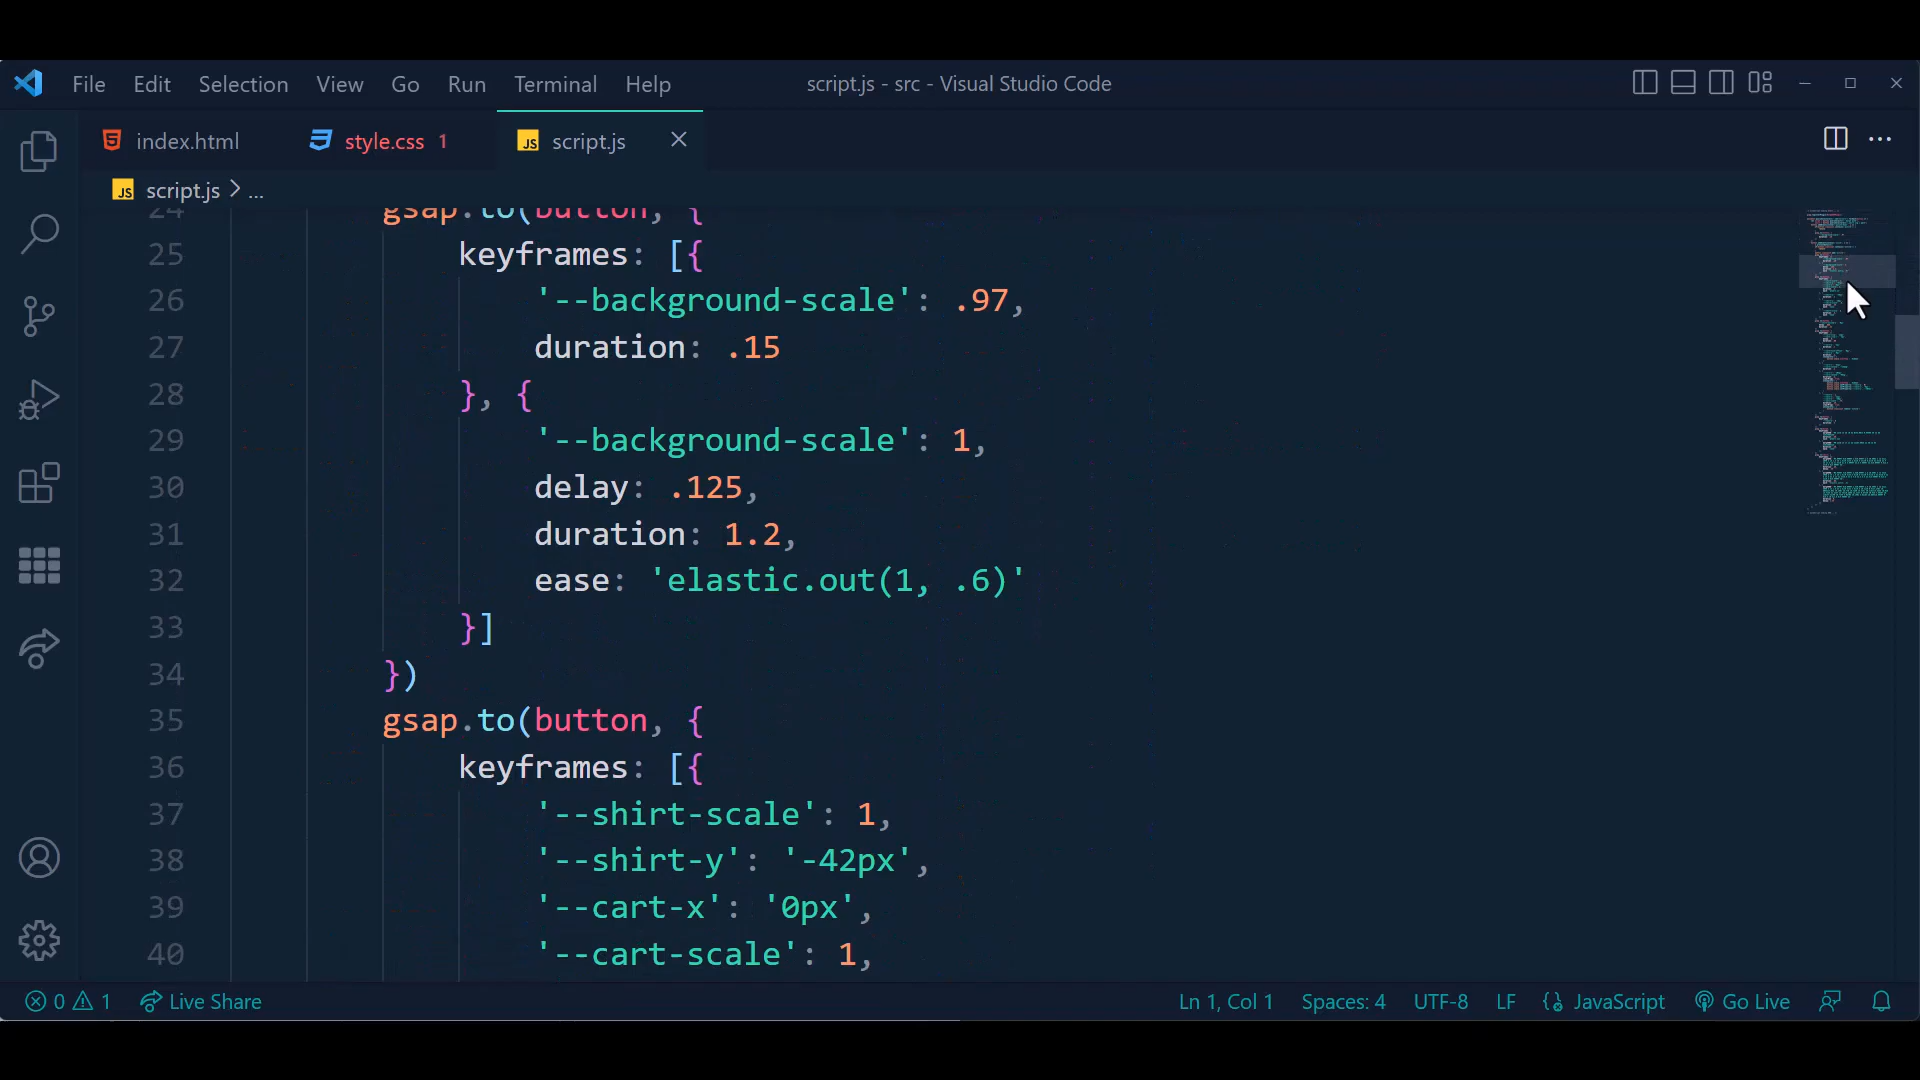 File Edit Selection View Go Run Terminal Help script.js - src - Visual Studio Code
index.html style.css 1 JS script.js
JS script.js > ...
24 gsap.to(button, {
25 keyframes: [{
26 '--background-scale': .97,
27 duration: .15
28 }, {
29 '--background-scale': 1,
30 delay: .125,
31 duration: 1.2,
32 ease: 'elastic.out(1, .6)'
33 }]
34 })
35 gsap.to(button, {
36 keyframes: [{
37 '--shirt-scale': 1,
38 '--shirt-y': '-42px',
39 '--cart-x': '0px',
40 '--cart-scale': 1,
0 1 Live Share Ln 1, Col 1 Spaces: 4 UTF-8 LF JavaScript Go Live